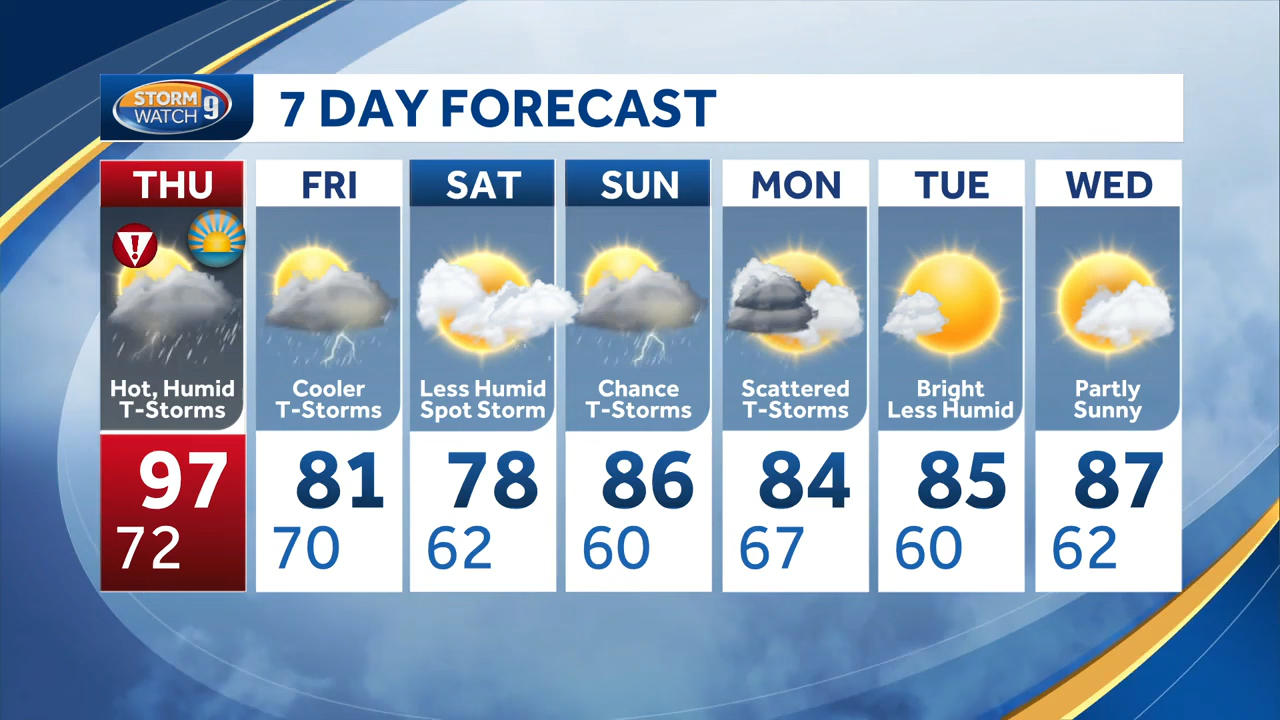 STORM
WATCH 9
7 DAY FORECAST
THU
!
Hot, Humid
T-Storms
97
72
FRI
Cooler
T-Storms
81
70
SAT
Less Humid
Spot Storm
78
62
SUN
Chance
T-Storms
86
60
MON
Scattered
T-Storms
84
67
TUE
Bright
Less Humid
85
60
WED
Partly
Sunny
87
62